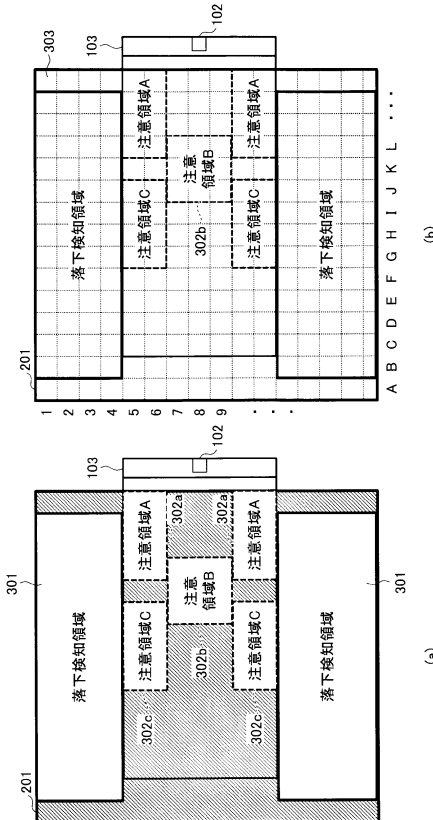 (a)
201
301
落下検知領域
103
102
注意領域C
注意領域A
302c
302a
注意
領域B
302b
302a
302c
注意領域C
注意領域A
落下検知領域
301
(b)
201
303
1
2
3
4
5
6
7
8
9
・
・
・
落下検知領域
103
102
注意領域C
注意領域A
注意
領域B
302b
注意領域C
注意領域A
落下検知領域
A B C D E F G H I J K L ・・・